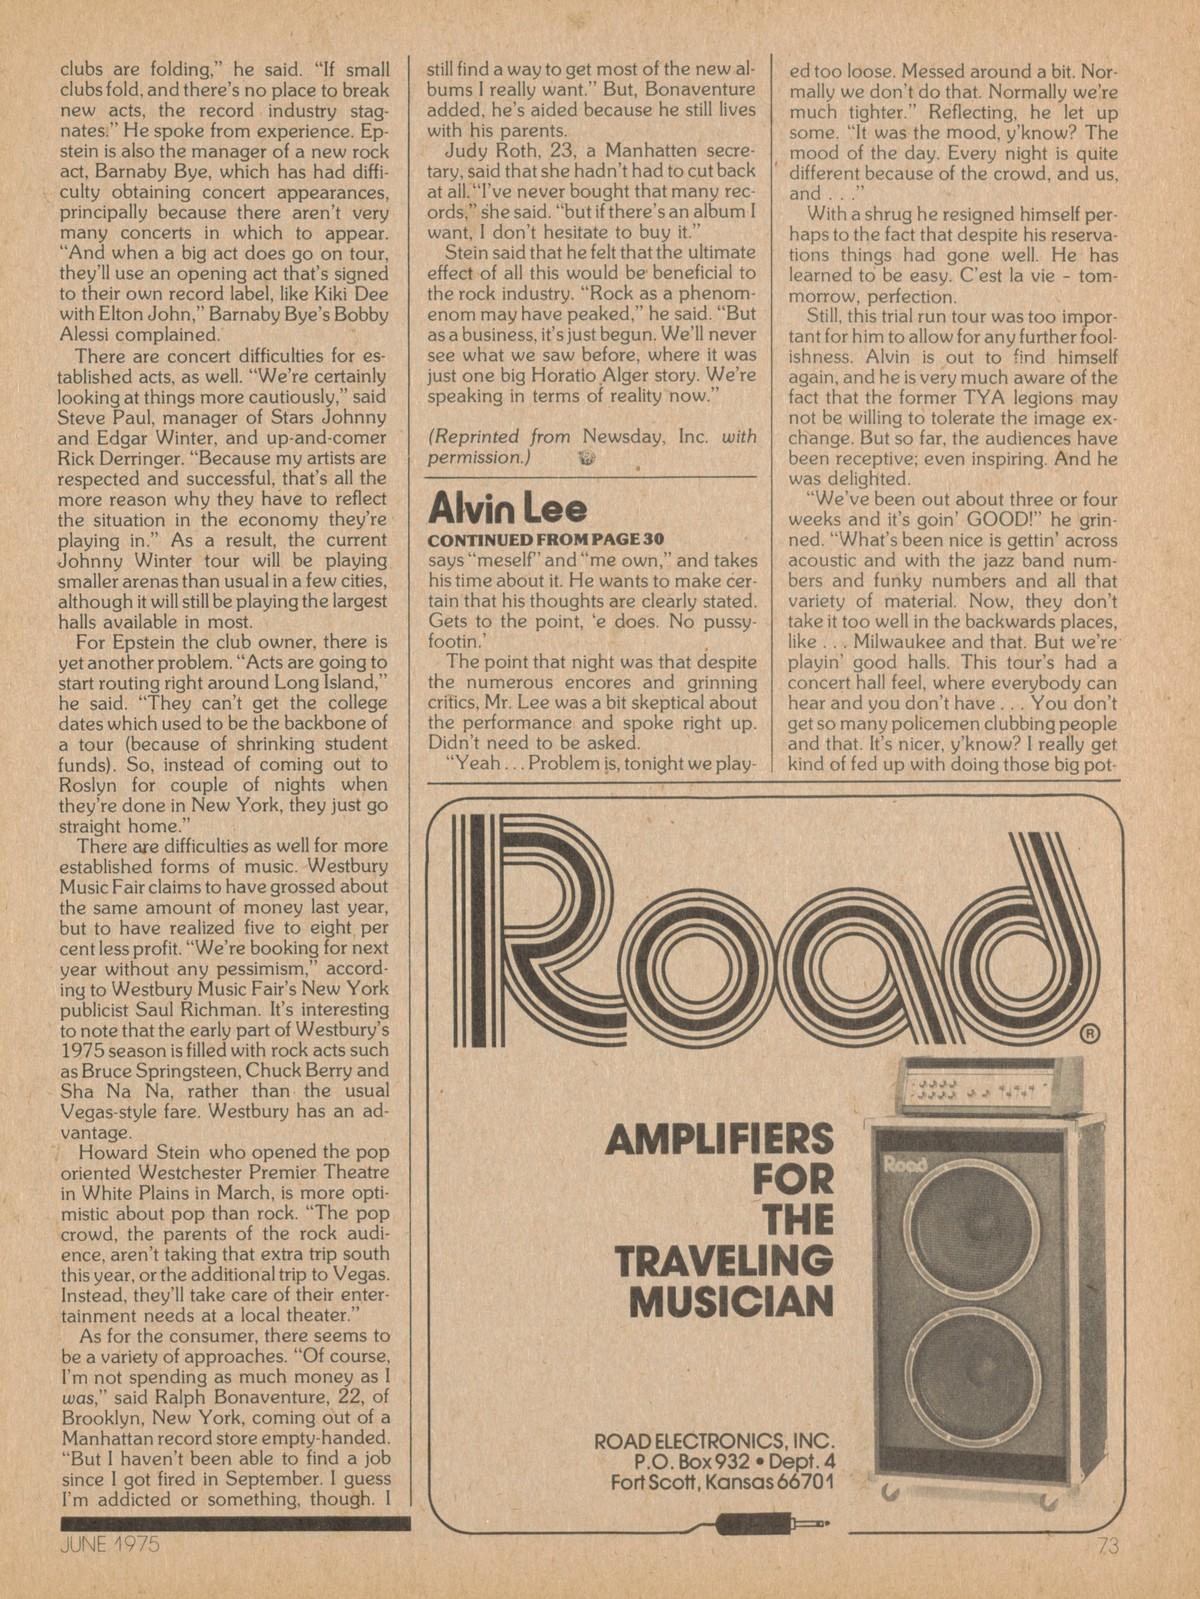 clubs are folding,” he said. “If small
clubs fold, and there's no place to break
new acts, the record industry stag-
nates.” He spoke from experience. Ep-
stein is also the manager of a new rock
act, Barnaby Bye, which has had diffi-
culty obtaining concert appearances,
principally because there aren't very
many concerts in which to appear.
“And when a big act does go on tour,
they'll use an opening act that's signed
to their own record label, like Kiki Dee
with Elton John,” Barnaby Bye's Bobby
Alessi complained.
There are concert difficulties for es-
tablished acts, as well. “We're certainly
looking at things more cautiously,” said
Steve Paul, manager of Stars Johnny
and Edgar Winter, and up-and-comer
Rick Derringer. “Because my artists are
respected and successful, that's all the
more reason why they have to reflect
the situation in the economy they're
playing in.” As a result, the current
Johnny Winter tour will be playing
smaller arenas than usual in a few cities,
although it will still be playing the largest
halls available in most.
For Epstein the club owner, there is
yet another problem. “Acts are going to
start routing right around Long Island,”
he said. “They can't get the college
dates which used to be the backbone of
a tour (because of shrinking student
funds). So, instead of coming out to
Roslyn for couple of nights when
they're done in New York, they just go
straight home.”
There are difficulties as well for more
established forms of music. Westbury
Music Fair claims to have grossed about
the same amount of money last year,
but to have realized five to eight per
cent less profit. “We're booking for next
year without any pessimism,” accord-
ing to Westbury Music Fair's New York
publicist Saul Richman. It's interesting
to note that the early part of Westbury's
1975 season is filled with rock acts such
as Bruce Springsteen, Chuck Berry and
Sha Na Na, rather than the usual
Vegas-style fare. Westbury has an ad-
vantage.
Howard Stein who opened the pop
oriented Westchester Premier Theatre
in White Plains in March, is more opti-
mistic about pop than rock. “The pop
crowd, the parents of the rock audi-
ence, aren't taking that extra trip south
this year, or the additional trip to Vegas.
Instead, they'll take care of their enter-
tainment needs at a local theater.”
As for the consumer, there seems to
be a variety of approaches. “Of course,
I'm not spending as much money as I
was,” said Ralph Bonaventure, 22, of
Brooklyn, New York, coming out of a
Manhattan record store empty-handed.
“But I haven't been able to find a job
since I got fired in September. I guess
I'm addicted or something, though. I
still find a way to get most of the new al-
bums I really want.” But, Bonaventure
added, he's aided because he still lives
with his parents.
Judy Roth, 23, a Manhatten secre-
tary, said that she hadn't had to cut back
at all. “I've never bought that many rec-
ords,” she said. “but if there's an album I
want, I don't hesitate to buy it.”
Stein said that he felt that the ultimate
effect of all this would be beneficial to
the rock industry. “Rock as a phenom-
enom may have peaked,” he said. “But
as a business, it's just begun. We'll never
see what we saw before, where it was
just one big Horatio Alger story. We're
speaking in terms of reality now.”
(Reprinted from Newsday, Inc. with
permission.)
Alvin Lee
CONTINUED FROM PAGE 30
says “meself” and “me own,” and takes
his time about it. He wants to make cer-
tain that his thoughts are clearly stated.
Gets to the point, 'e does. No pussy-
footin.'
The point that night was that despite
the numerous encores and grinning
critics, Mr. Lee was a bit skeptical about
the performance and spoke right up.
Didn't need to be asked.
“Yeah . . . Problem is, tonight we play-
ed too loose. Messed around a bit. Nor-
mally we don't do that. Normally we're
much tighter.” Reflecting, he let up
some. “It was the mood, y'know? The
mood of the day. Every night is quite
different because of the crowd, and us,
and . . .”
With a shrug he resigned himself per-
haps to the fact that despite his reserva-
tions things had gone well. He has
learned to be easy. C'est la vie – tom-
morrow, perfection.
Still, this trial run tour was too impor-
tant for him to allow for any further fool-
ishness. Alvin is out to find himself
again, and he is very much aware of the
fact that the former TYA legions may
not be willing to tolerate the image ex-
change. But so far, the audiences have
been receptive; even inspiring. And he
was delighted.
“We've been out about three or four
weeks and it's goin' GOOD!” he grin-
ned. “What's been nice is gettin' across
acoustic and with the jazz band num-
bers and funky numbers and all that
variety of material. Now, they don't
take it too well in the backwards places,
like . . . Milwaukee and that. But we're
playin' good halls. This tour's had a
concert hall feel, where everybody can
hear and you don't have . . . You don't
get so many policemen clubbing people
and that. It's nicer, y'know? I really get
kind of fed up with doing those big pot-
Road ®
AMPLIFIERS
FOR
THE
TRAVELING
MUSICIAN
Road
ROAD ELECTRONICS, INC.
P.O. Box 932 • Dept. 4
Fort Scott, Kansas 66701
JUNE 1975
73